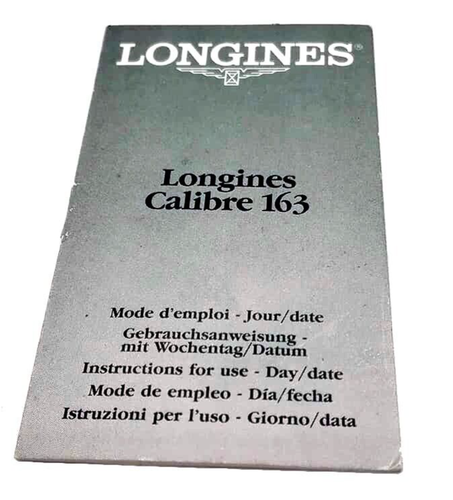 LONGINES®
Longines
Calibre 163
Mode d'emploi - Jour/date
Gebrauchsanweisung -
mit Wochentag/Datum
Instructions for use - Day/date
Mode de empleo - Día/fecha
Istruzioni per l'uso - Giorno/data